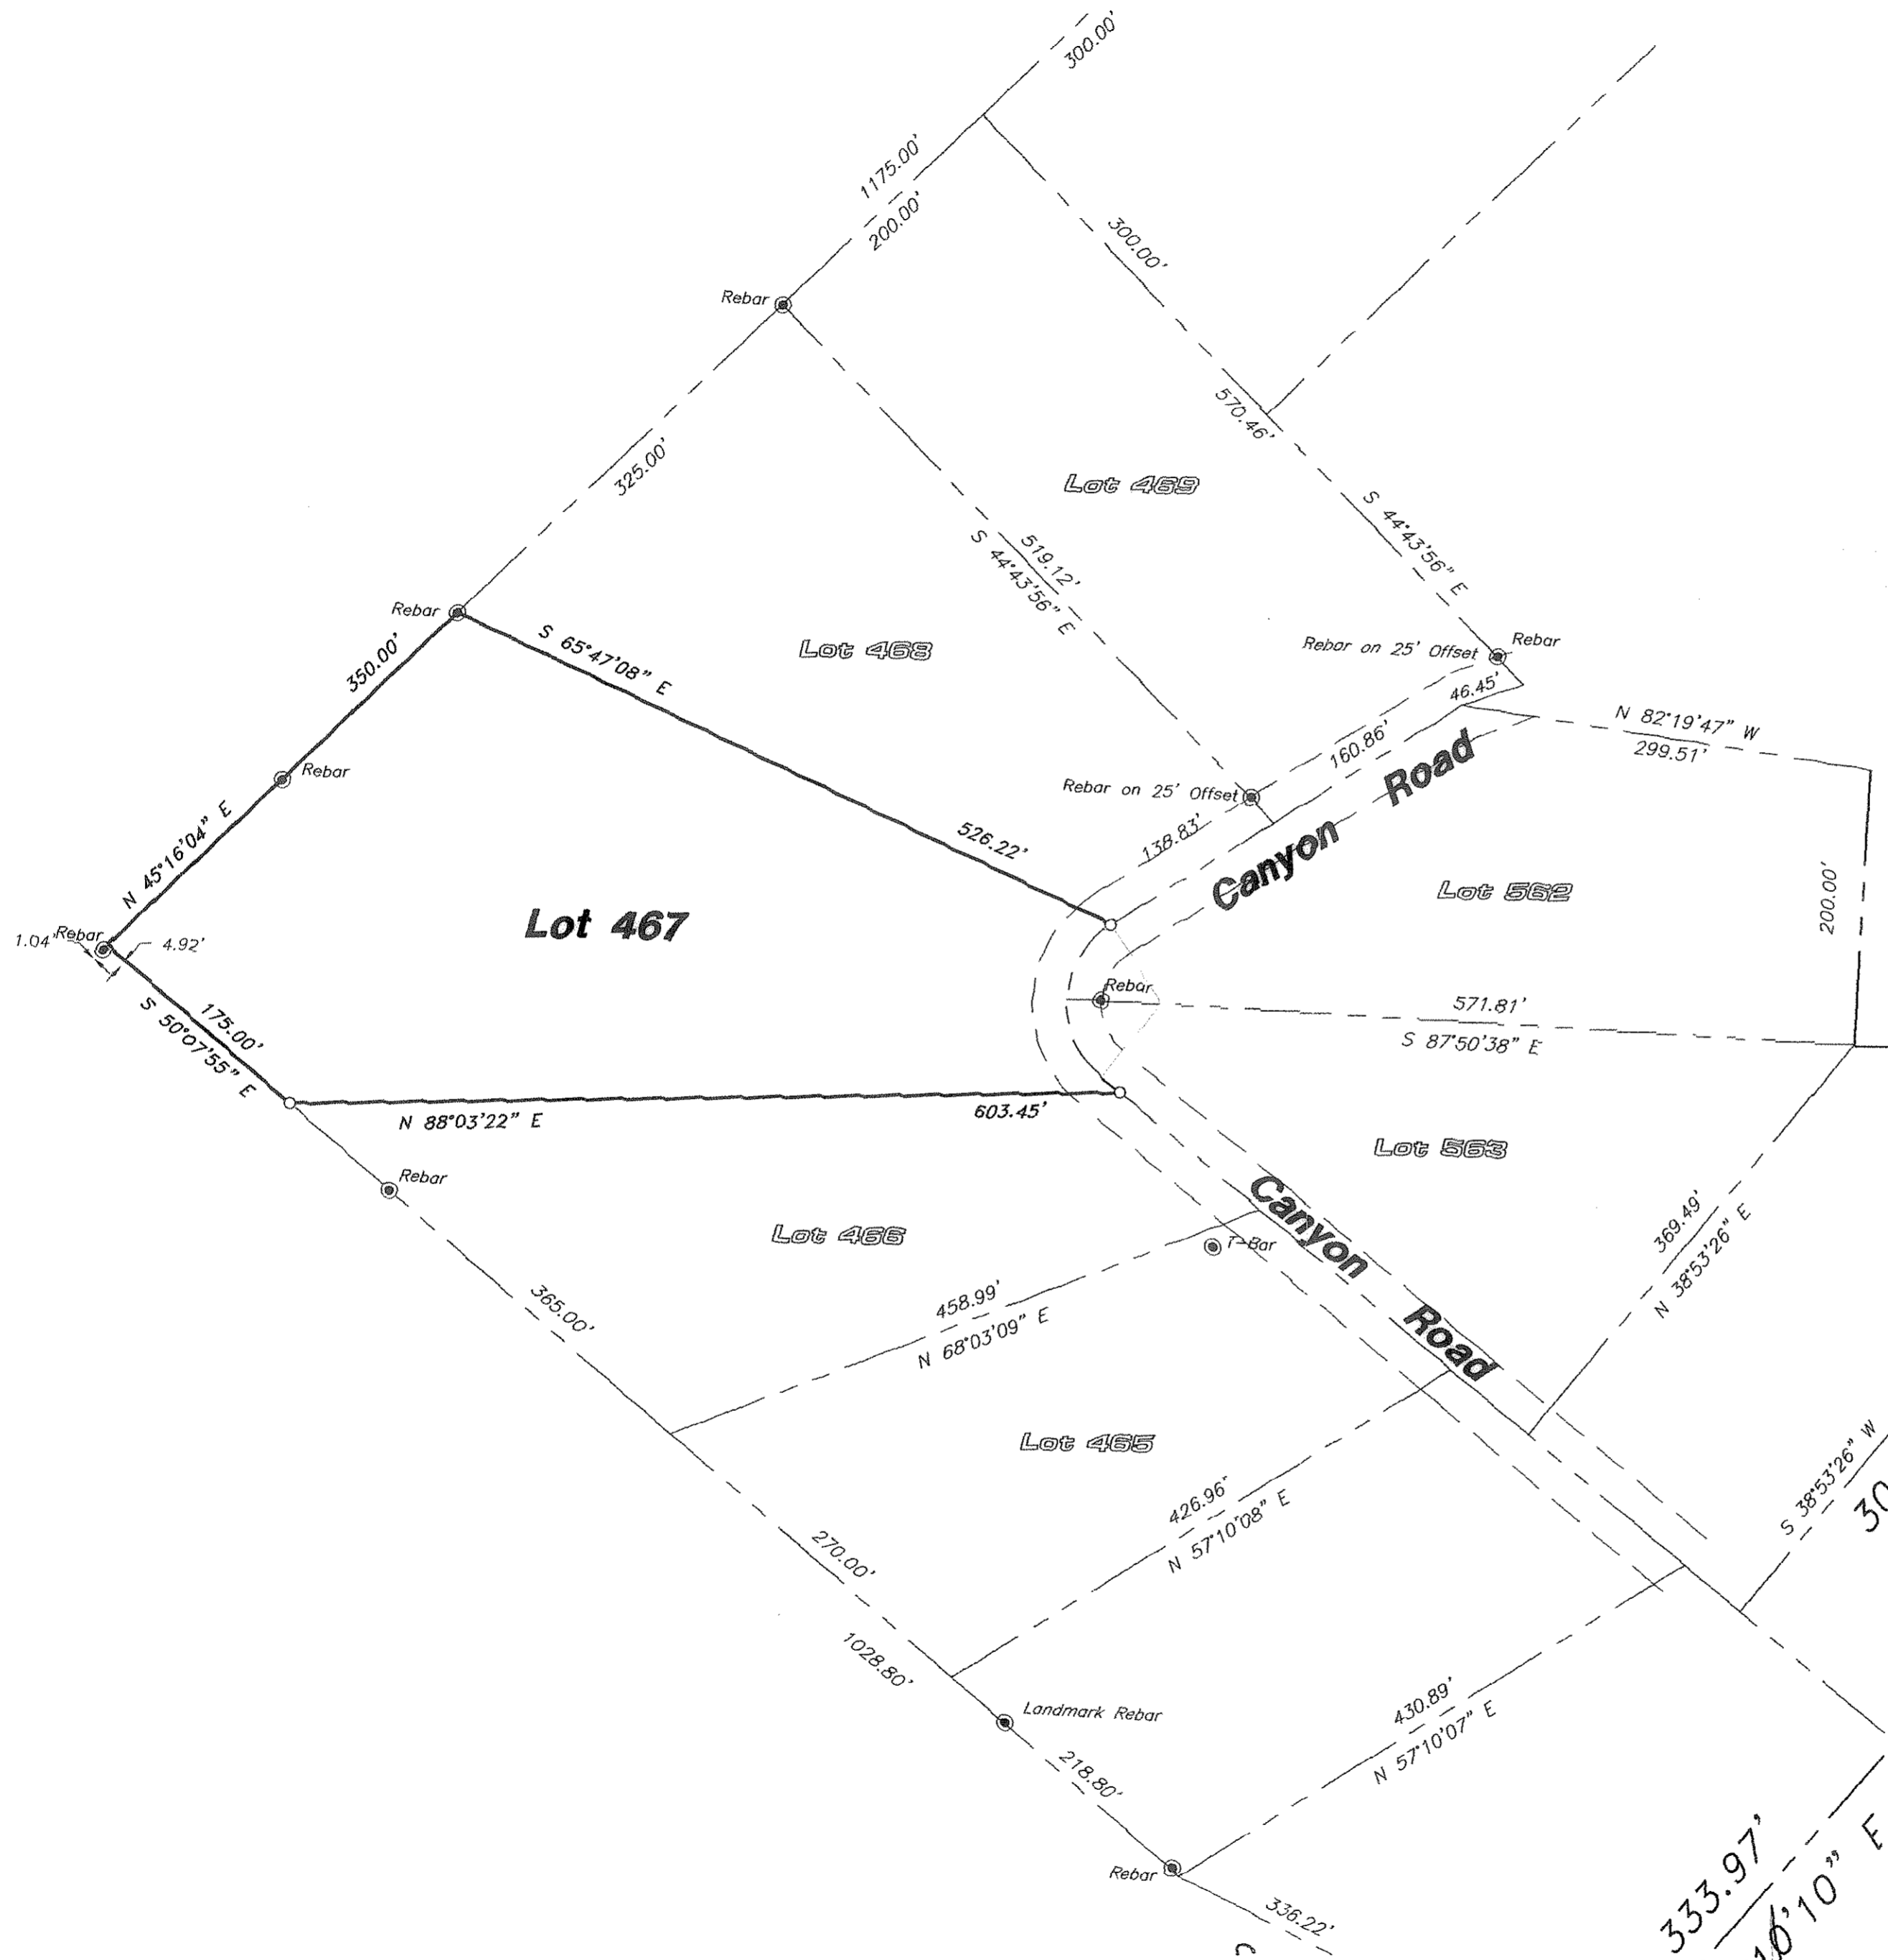 300.00'
1175.00'
200.00'
300.00'
Rebar
570.46'
325.00'
Lot 469
S 44°43'56" E
519.12'
S 44°43'56" E
Rebar
350.00'
S 65°47'08" E
Lot 468
Rebar on 25' Offset
Rebar
46.45'
N 82°19'47" W
299.51'
160.86'
Rebar
Rebar on 25' Offset
Canyon Road
138.83'
526.22'
N 45°16'04" E
Lot 467
Lot 562
200.00'
1.04'
Rebar
4.92'
Rebar
571.81'
S 87°50'38" E
175.00'
S 50°07'55" E
N 88°03'22" E
603.45'
Lot 563
Rebar
Lot 466
Canyon Road
T-Bar
369.49'
N 38°53'26" E
458.99'
N 68°03'09" E
365.00'
Lot 465
S 38°53'26" W
30
426.96'
N 57°10'08" E
270.00'
1028.80'
Landmark Rebar
430.89'
N 57°10'07" E
218.80'
Rebar
333.97'
10'10" E
336.22'